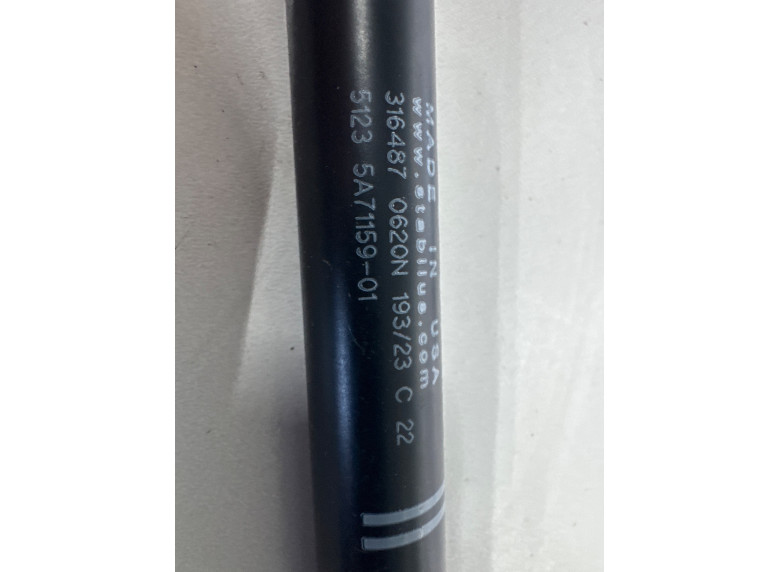 MADE IN USA
www.stabilus.com
316487 0620N 193/23 C 22
5123 5A71159-01